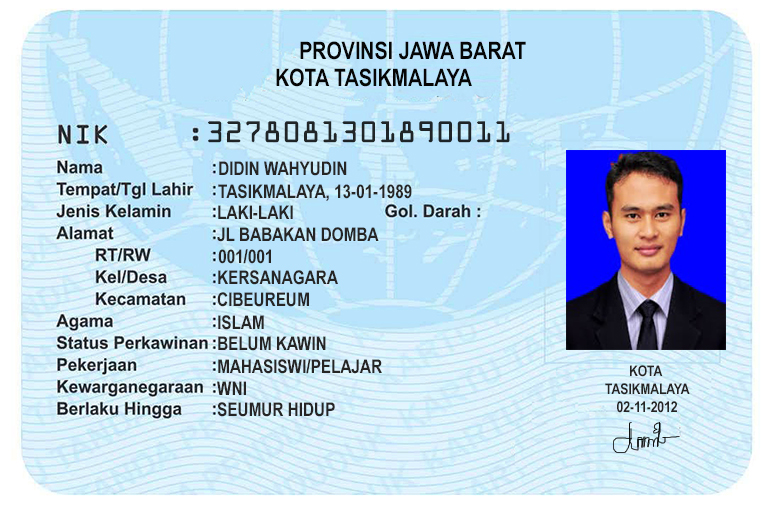 PROVINSI JAWA BARAT
KOTA TASIKMALAYA
NIK :3278081301890011
Nama :DIDIN WAHYUDIN
Tempat/Tgl Lahir :TASIKMALAYA, 13-01-1989
Jenis Kelamin :LAKI-LAKI Gol. Darah :
Alamat :JL BABAKAN DOMBA
RT/RW :001/001
Kel/Desa :KERSANAGARA
Kecamatan :CIBEUREUM
Agama :ISLAM
Status Perkawinan :BELUM KAWIN
Pekerjaan :MAHASISWI/PELAJAR
Kewarganegaraan :WNI
Berlaku Hingga :SEUMUR HIDUP
KOTA
TASIKMALAYA
02-11-2012